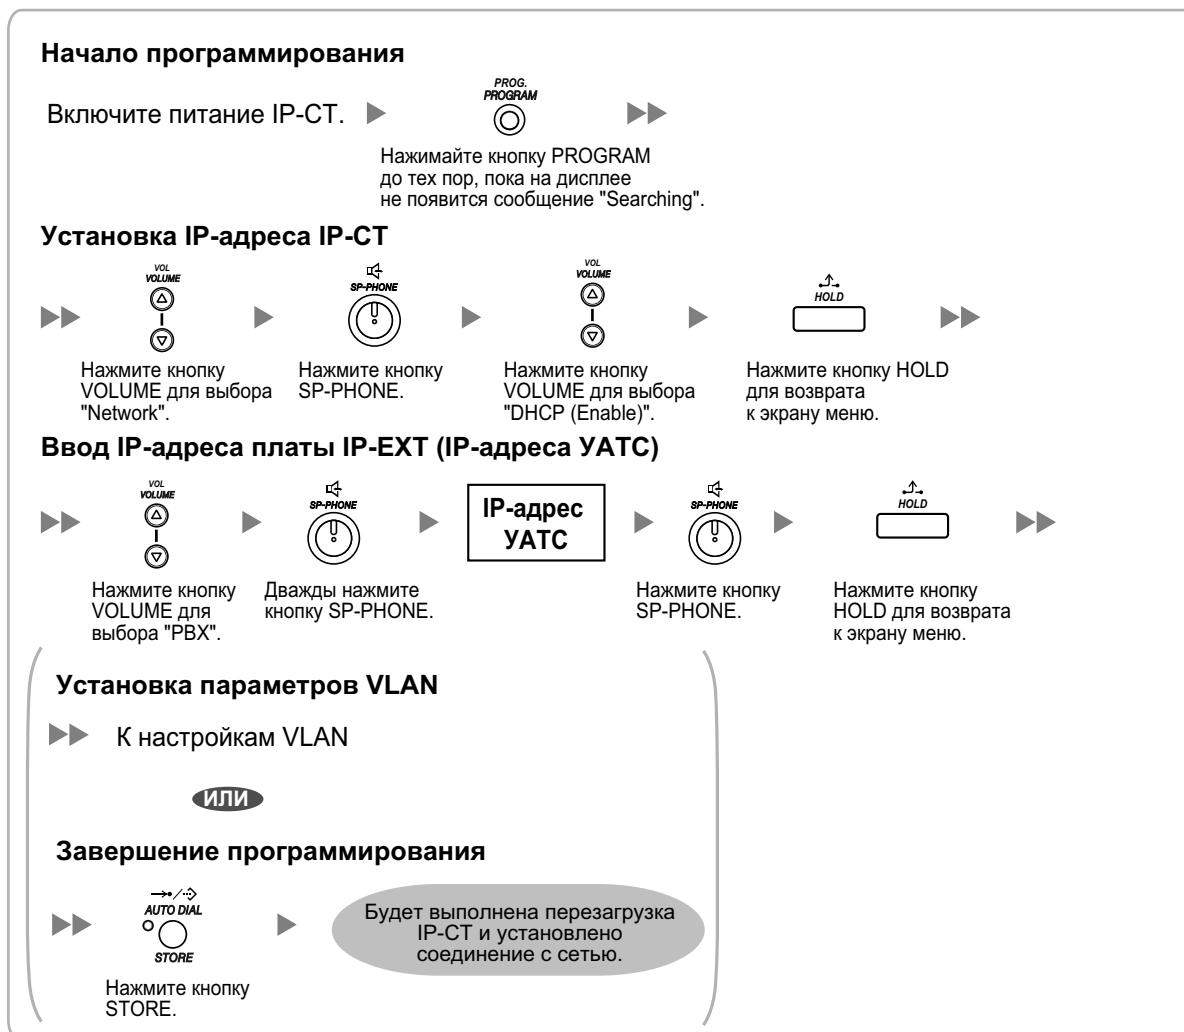 Начало программирования
PROG.
PROGRAM
Включите питание IP-CT.
Нажимайте кнопку PROGRAM
до тех пор, пока на дисплее
не появится сообщение "Searching".
Установка IP-адреса IP-CT
VOL
VOLUME
SP-PHONE
VOL
VOLUME
HOLD
Нажмите кнопку
VOLUME для выбора
"Network".
Нажмите кнопку
SP-PHONE.
Нажмите кнопку
VOLUME для выбора
"DHCP (Enable)".
Нажмите кнопку HOLD
для возврата
к экрану меню.
Ввод IP-адреса платы IP-EXT (IP-адреса УАТС)
VOL
VOLUME
SP-PHONE
IP-адрес
УАТС
SP-PHONE
HOLD
Нажмите кнопку
VOLUME для
выбора "PBX".
Дважды нажмите
кнопку SP-PHONE.
Нажмите кнопку
SP-PHONE.
Нажмите кнопку
HOLD для возврата
к экрану меню.
Установка параметров VLAN
К настройкам VLAN
ИЛИ
Завершение программирования
AUTO DIAL
STORE
Нажмите кнопку
STORE.
Будет выполнена перезагрузка
IP-CT и установлено
соединение с сетью.